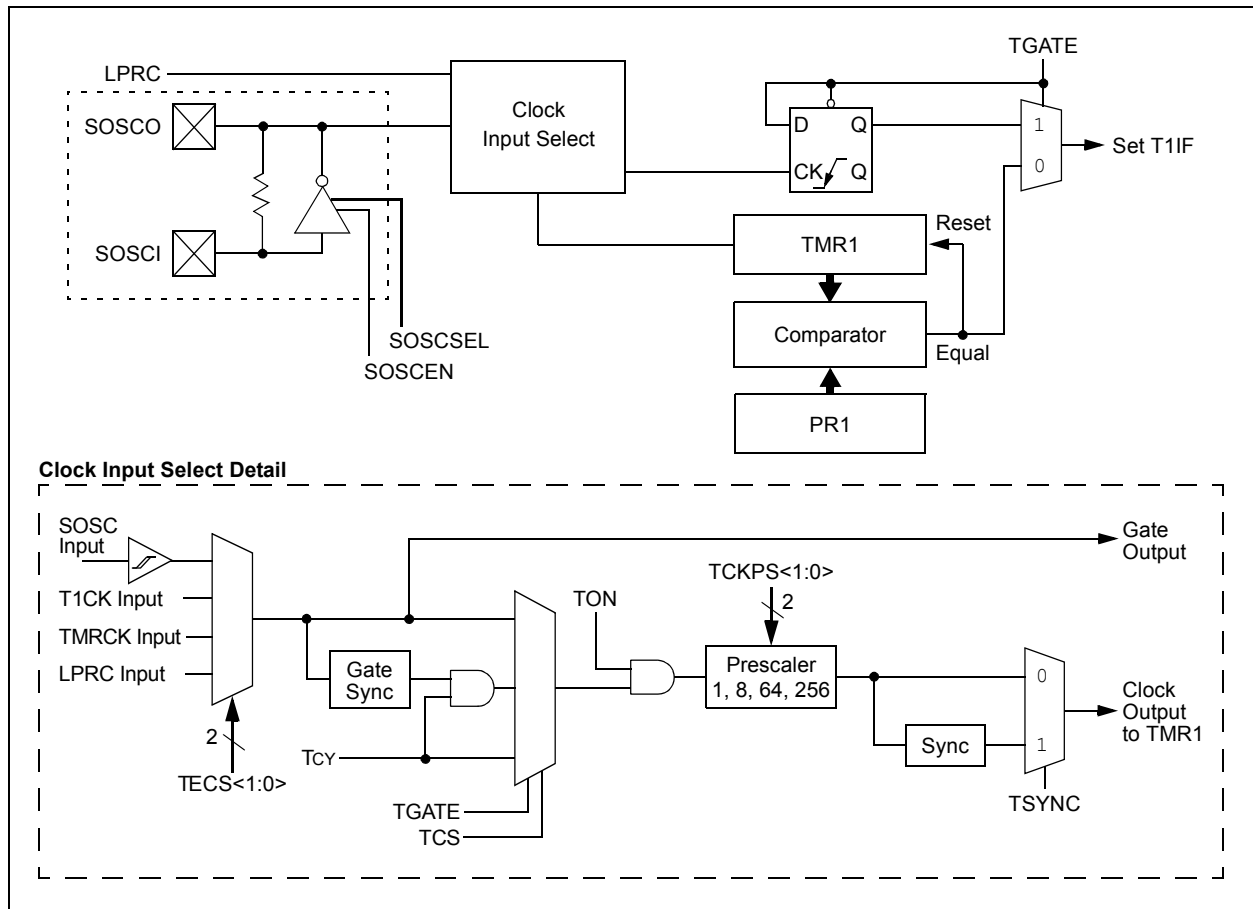 TGATE
LPRC
SOSCO
Clock
Input Select
D
Q
1
Set T1IF
CK
Q
0
SOSCI
TMR1
Reset
SOSCSEL
SOSCEN
Comparator
Equal
PR1
Clock Input Select Detail
SOSC
Input
Gate
Output
T1CK Input
TMRCK Input
LPRC Input
TON
TCKPS<1:0>
2
Gate
Sync
Prescaler
1, 8, 64, 256
0
Clock
Output
to TMR1
2
TCY
Sync
1
TECS<1:0>
TGATE
TCS
TSYNC